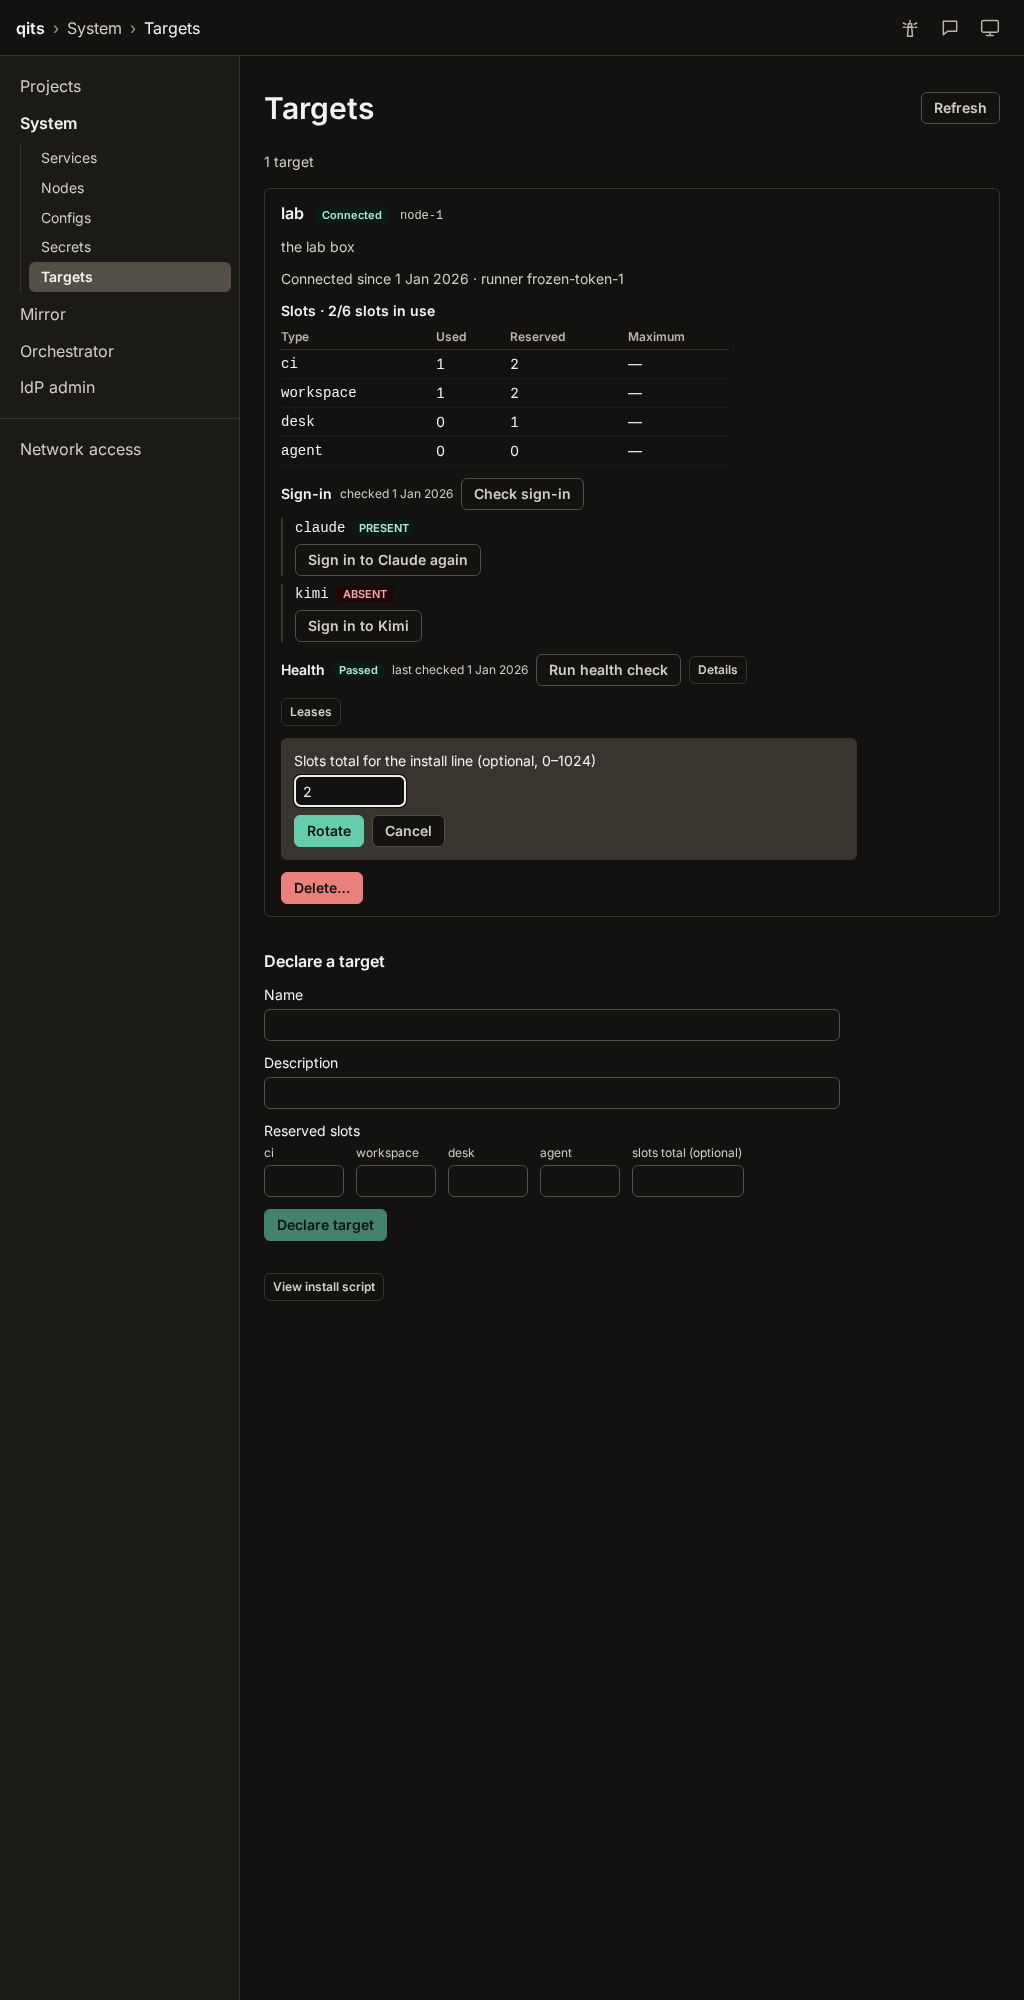 qits › System › Targets
Projects
System
Services
Nodes
Configs
Secrets
Targets
Mirror
Orchestrator
IdP admin
Network access
Targets
Refresh
1 target
lab Connected node-1
the lab box
Connected since 1 Jan 2026 · runner frozen-token-1
Slots · 2/6 slots in use
Type Used Reserved Maximum
ci 1 2 —
workspace 1 2 —
desk 0 1 —
agent 0 0 —
Sign-in checked 1 Jan 2026 Check sign-in
claude PRESENT
Sign in to Claude again
kimi ABSENT
Sign in to Kimi
Health Passed last checked 1 Jan 2026 Run health check Details
Leases
Slots total for the install line (optional, 0–1024)
2
Rotate Cancel
Delete...
Declare a target
Name
Description
Reserved slots
ci workspace desk agent slots total (optional)
Declare target
View install script